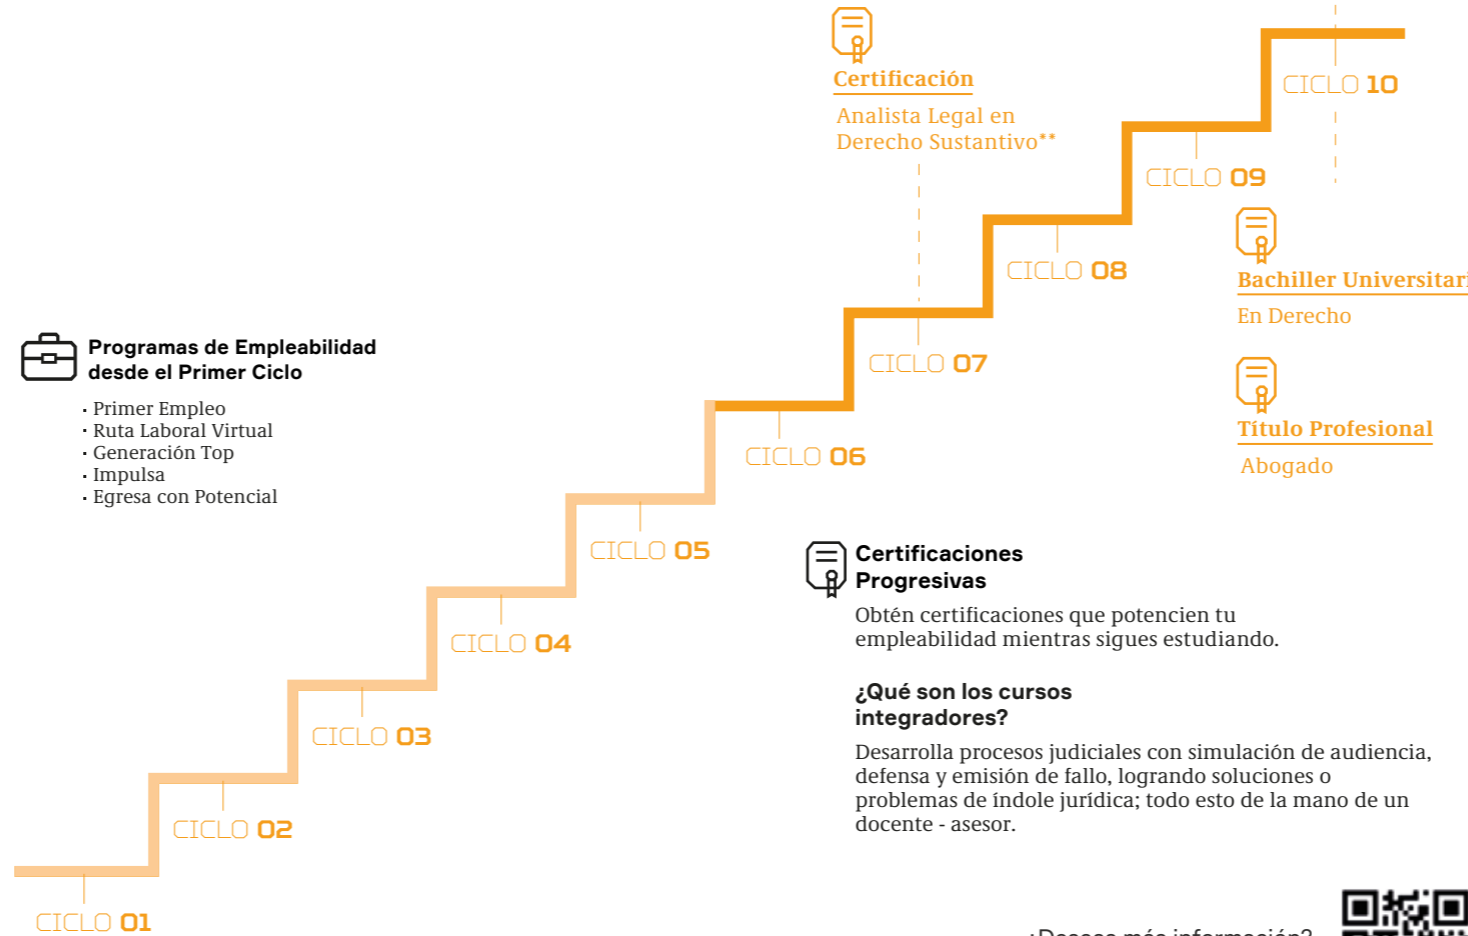 Certificación
Analista Legal en
Derecho Sustantivo**
CICLO 10
CICLO 09
CICLO 08
CICLO 07
CICLO 06
CICLO 05
CICLO 04
CICLO 03
CICLO 02
CICLO 01
Bachiller Universitari
En Derecho
Título Profesional
Abogado
Programas de Empleabilidad
desde el Primer Ciclo
· Primer Empleo
· Ruta Laboral Virtual
· Generación Top
· Impulsa
· Egresa con Potencial
Certificaciones
Progresivas
Obtén certificaciones que potencien tu
empleabilidad mientras sigues estudiando.
¿Qué son los cursos
integradores?
Desarrolla procesos judiciales con simulación de audiencia,
defensa y emisión de fallo, logrando soluciones o
problemas de índole jurídica; todo esto de la mano de un
docente - asesor.
¿Deseas más información?